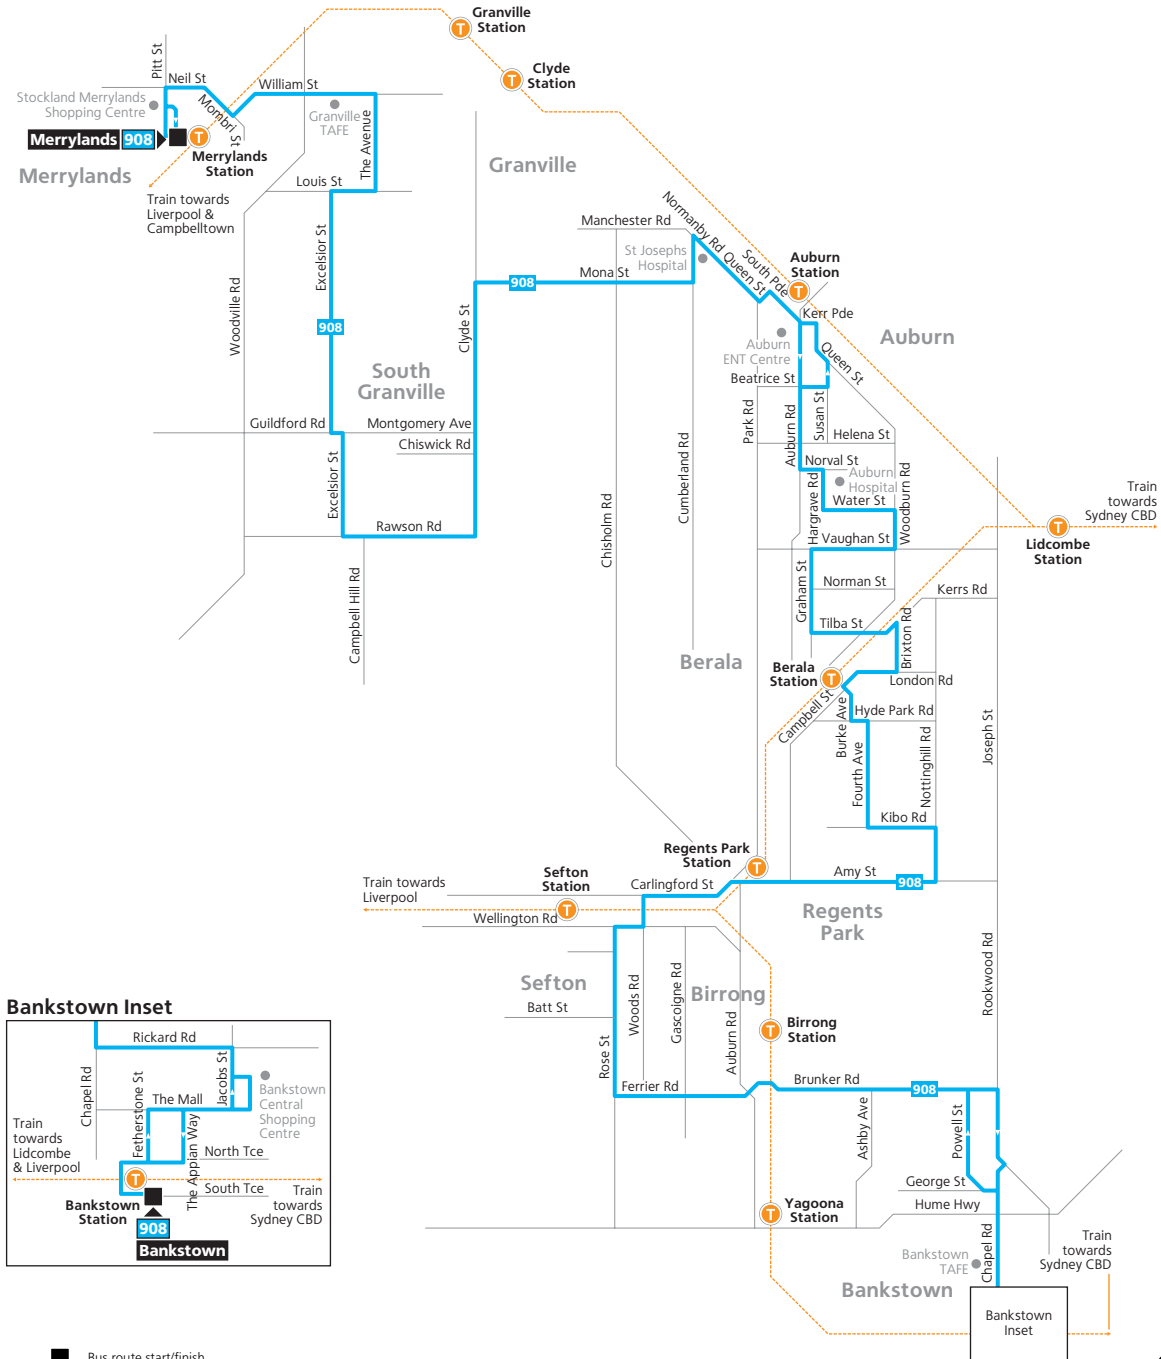 Granville
Station
Clyde
Station
Pitt St
Neil St
William St
Stockland Merrylands
Shopping Centre
Mombri St
Granville
TAFE
The Avenue
Merrylands 908
Merrylands
Station
Merrylands
Granville
Louis St
Train towards
Liverpool &
Campbelltown
Excelsior St
Woodville Rd
Manchester Rd
Normanby Rd
Queen St
South Pde
St Josephs
Hospital
Mona St
908
Auburn
Station
Kerr Pde
Auburn
908
Clyde St
Auburn
ENT Centre
Queen St
South
Granville
Beatrice St
Park Rd
Auburn Rd
Susan St
Guildford Rd
Montgomery Ave
Chiswick Rd
Helena St
Norval St
Auburn
Hospital
Excelsior St
Cumberland Rd
Hargrave Rd
Water St
Woodburn Rd
Rawson Rd
Chisholm Rd
Vaughan St
Train
towards
Sydney CBD
Lidcombe
Station
Campbell Hill Rd
Graham St
Norman St
Kerrs Rd
Tilba St
Brixton Rd
Berala
Berala
Station
London Rd
Campbell St
Burke Ave
Hyde Park Rd
Joseph St
Fourth Ave
Nottinghill Rd
Kibo Rd
Regents Park
Station
Sefton
Station
Train towards
Liverpool
Carlingford St
Amy St
908
Wellington Rd
Regents
Park
Rookwood Rd
Sefton
Birrong
Woods Rd
Gascoigne Rd
Batt St
Auburn Rd
Birrong
Station
Rose St
Ferrier Rd
Brunker Rd
908
Ashby Ave
Powell St
George St
Hume Hwy
Yagoona
Station
Chapel Rd
Bankstown
TAFE
Bankstown
Train
towards
Sydney CBD
Bankstown
Inset
Bankstown Inset
Rickard Rd
Chapel Rd
Jacobs St
Fetherstone St
The Mall
Bankstown
Central
Shopping
Centre
The Appian Way
Train
towards
Lidcombe
& Liverpool
North Tce
South Tce
Bankstown
Station
Train
towards
Sydney CBD
908
Bankstown
Bus route start/finish